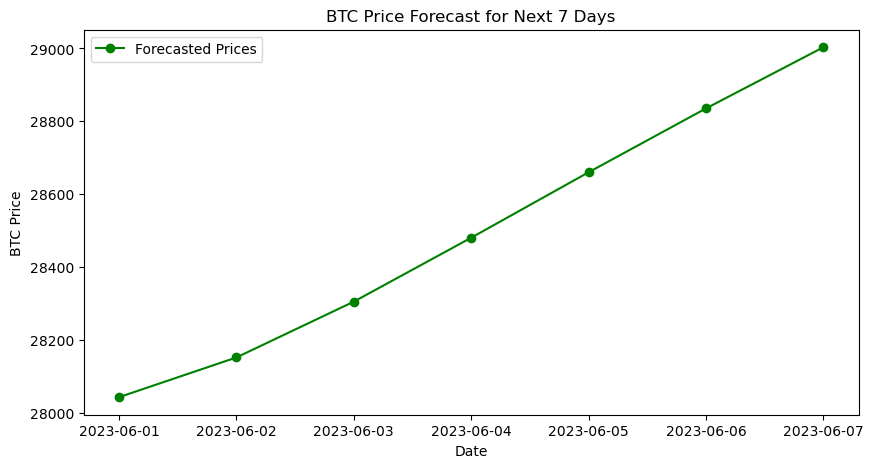 BTC Price Forecast for Next 7 Days
Forecasted Prices
BTC Price
29000
28800
28600
28400
28200
28000
2023-06-01 2023-06-02 2023-06-03 2023-06-04 2023-06-05 2023-06-06 2023-06-07
Date